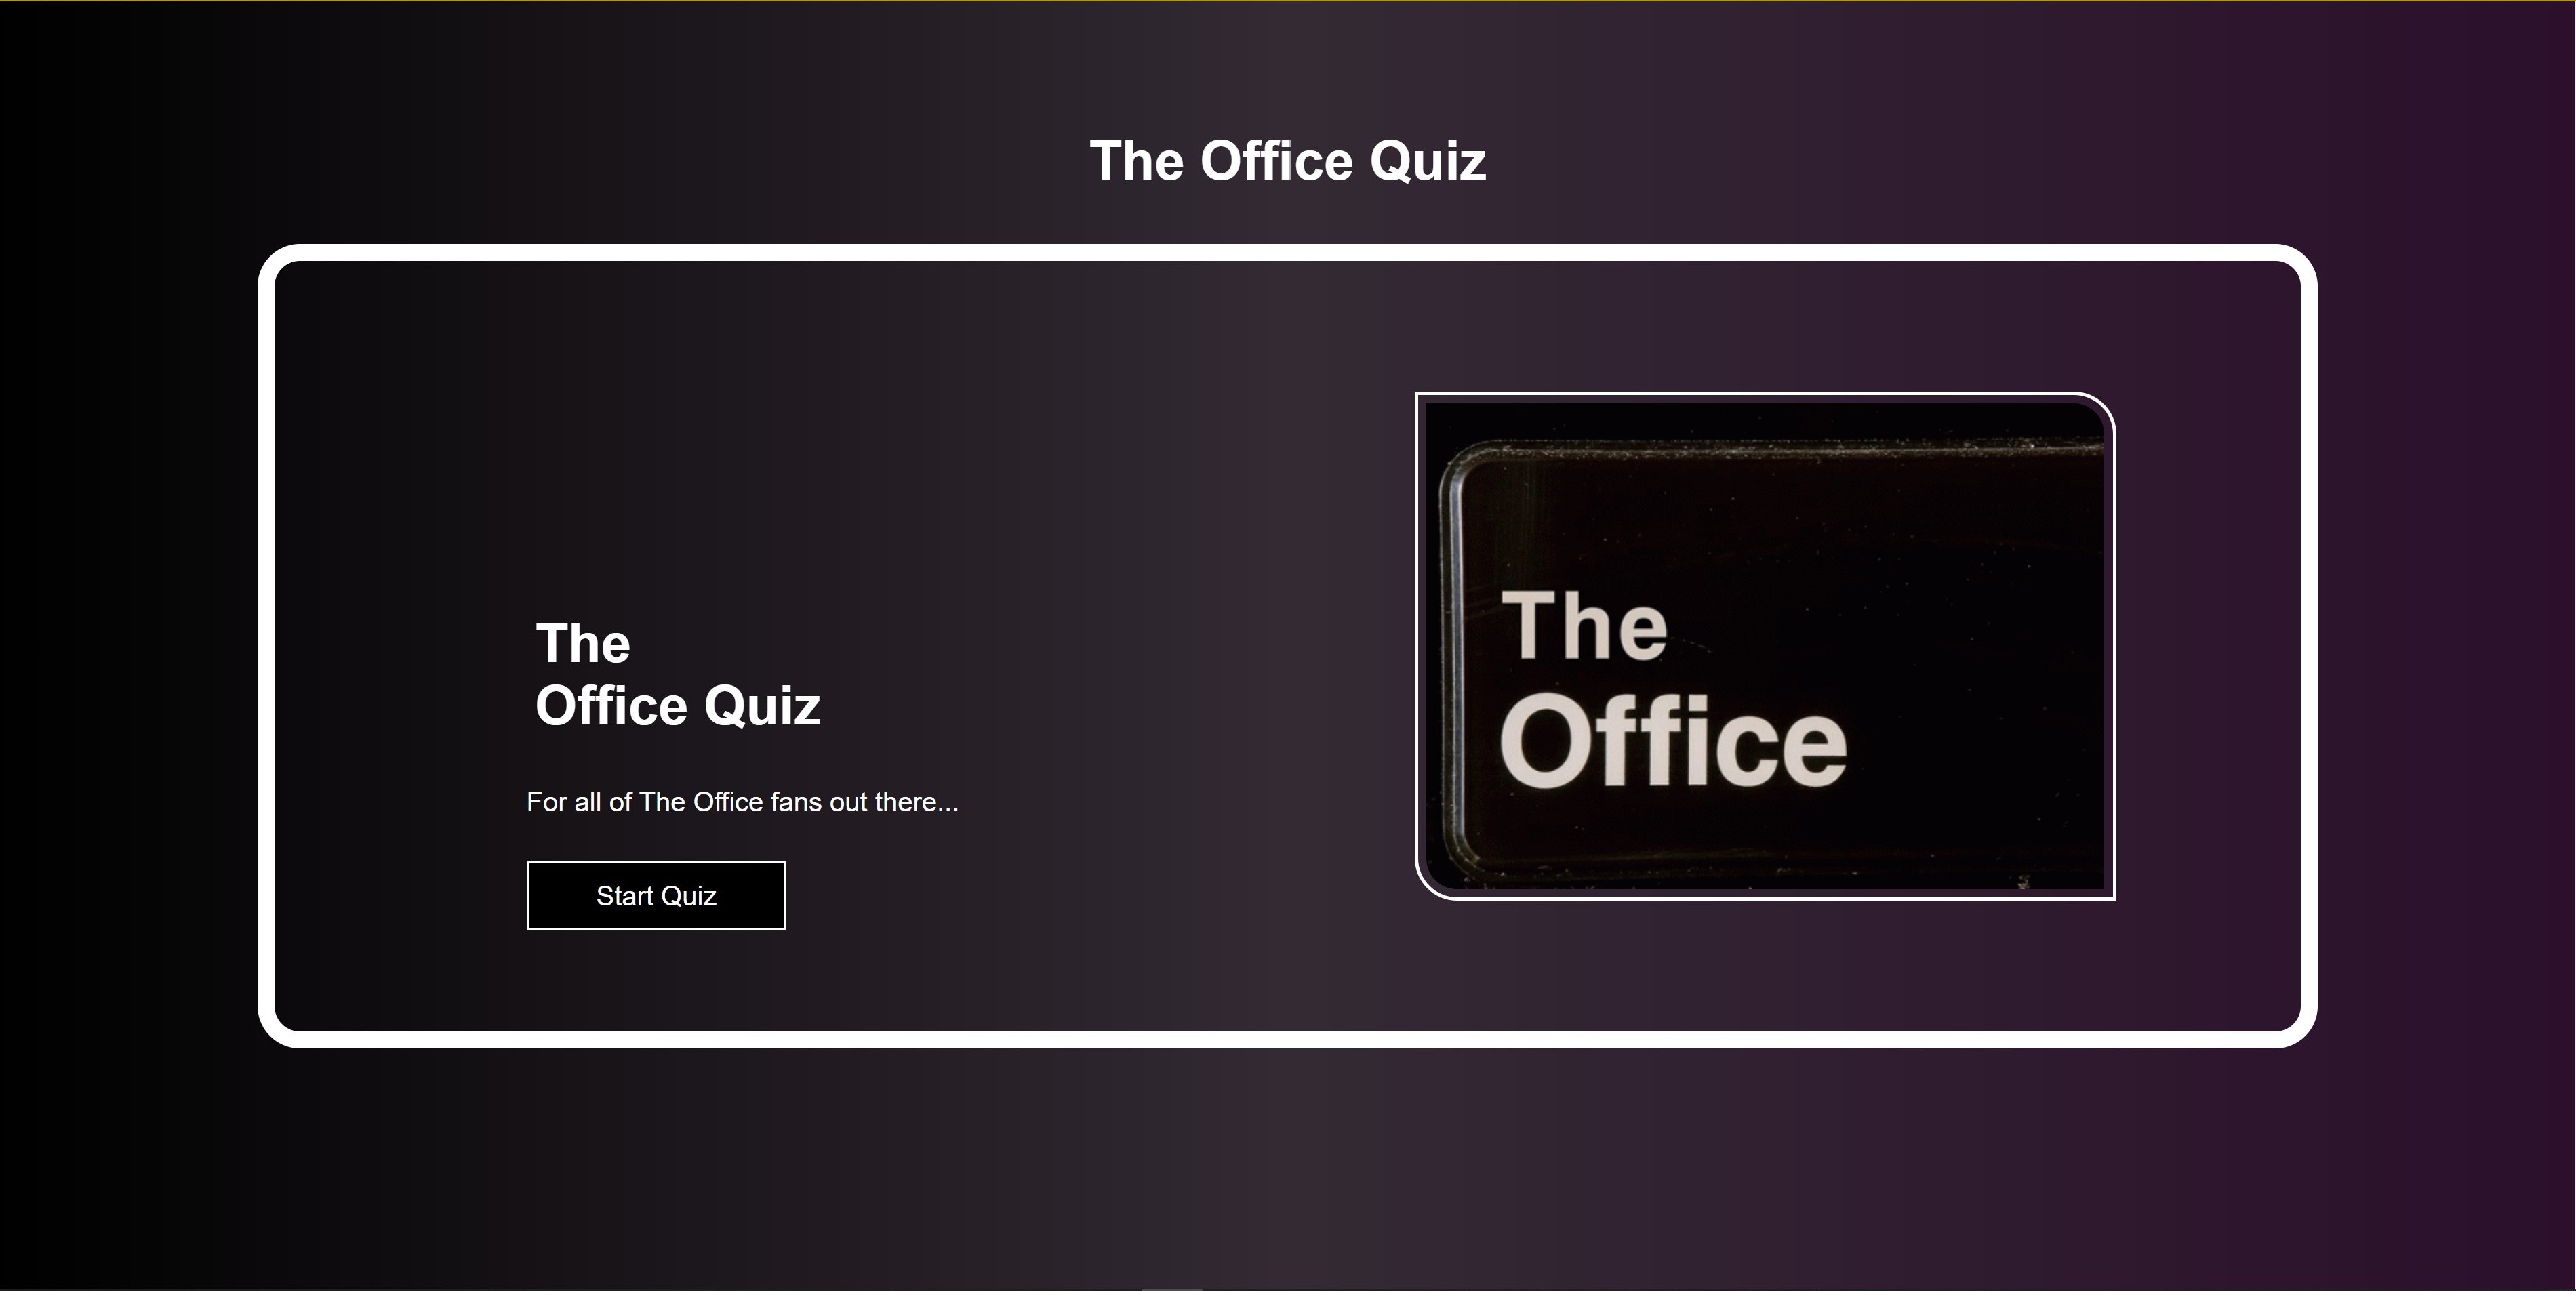 The Office Quiz
The
Office Quiz
For all of The Office fans out there...
Start Quiz
The
Office